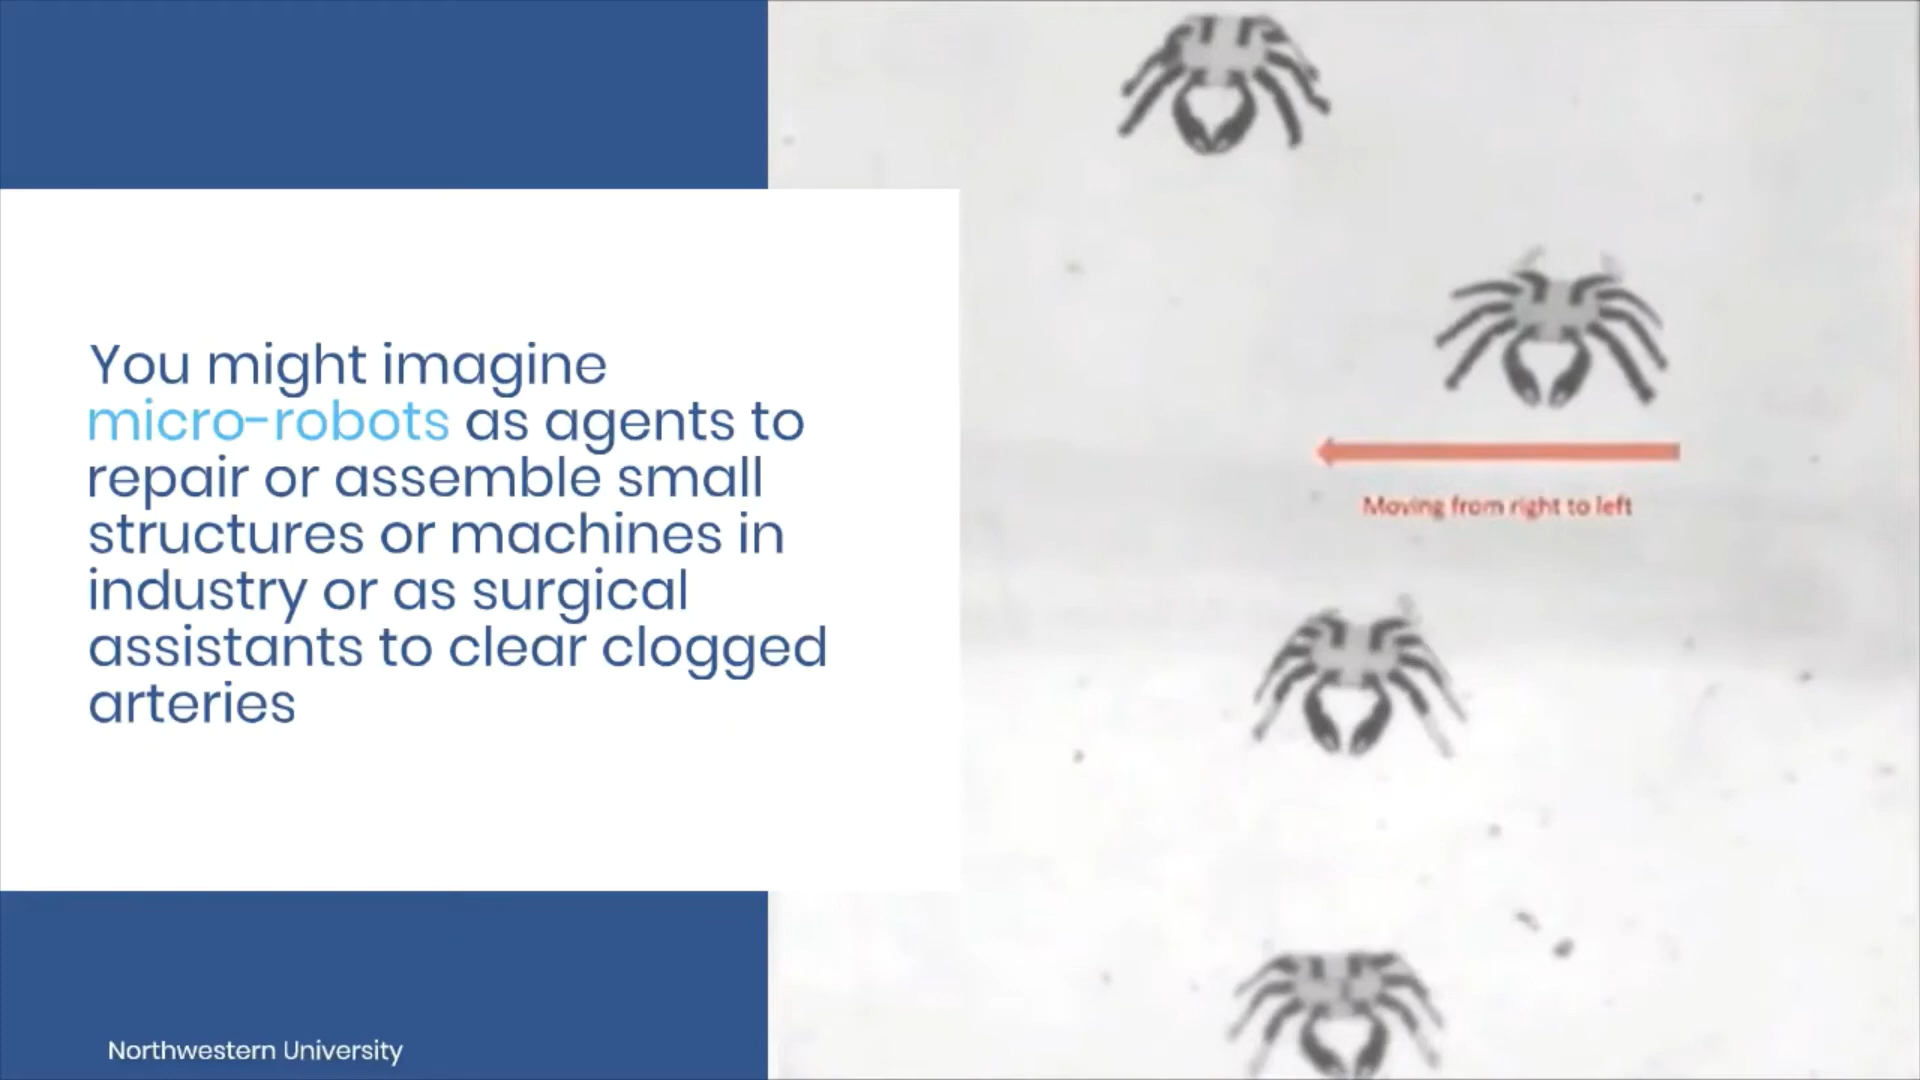 You might imagine
micro-robots as agents to
repair or assemble small
structures or machines in
industry or as surgical
assistants to clear clogged
arteries
Moving from right to left
Northwestern University